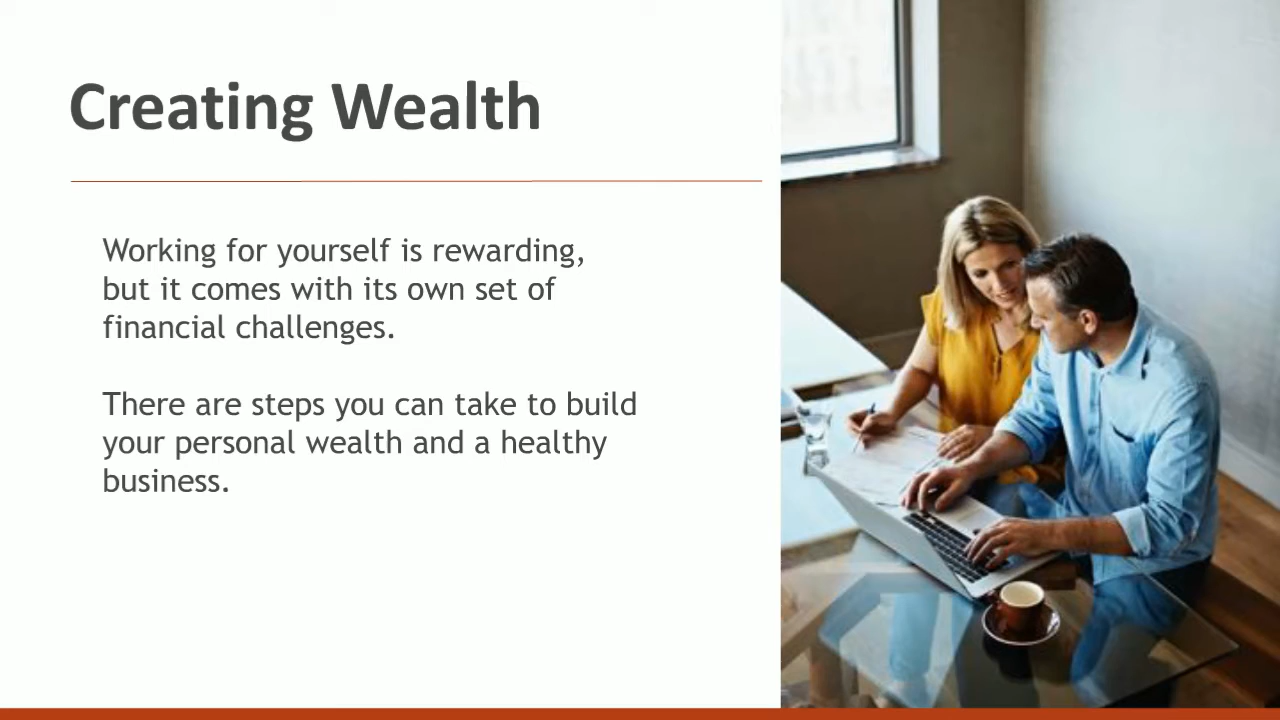 Creating Wealth
Working for yourself is rewarding,
but it comes with its own set of
financial challenges.
There are steps you can take to build
your personal wealth and a healthy
business.